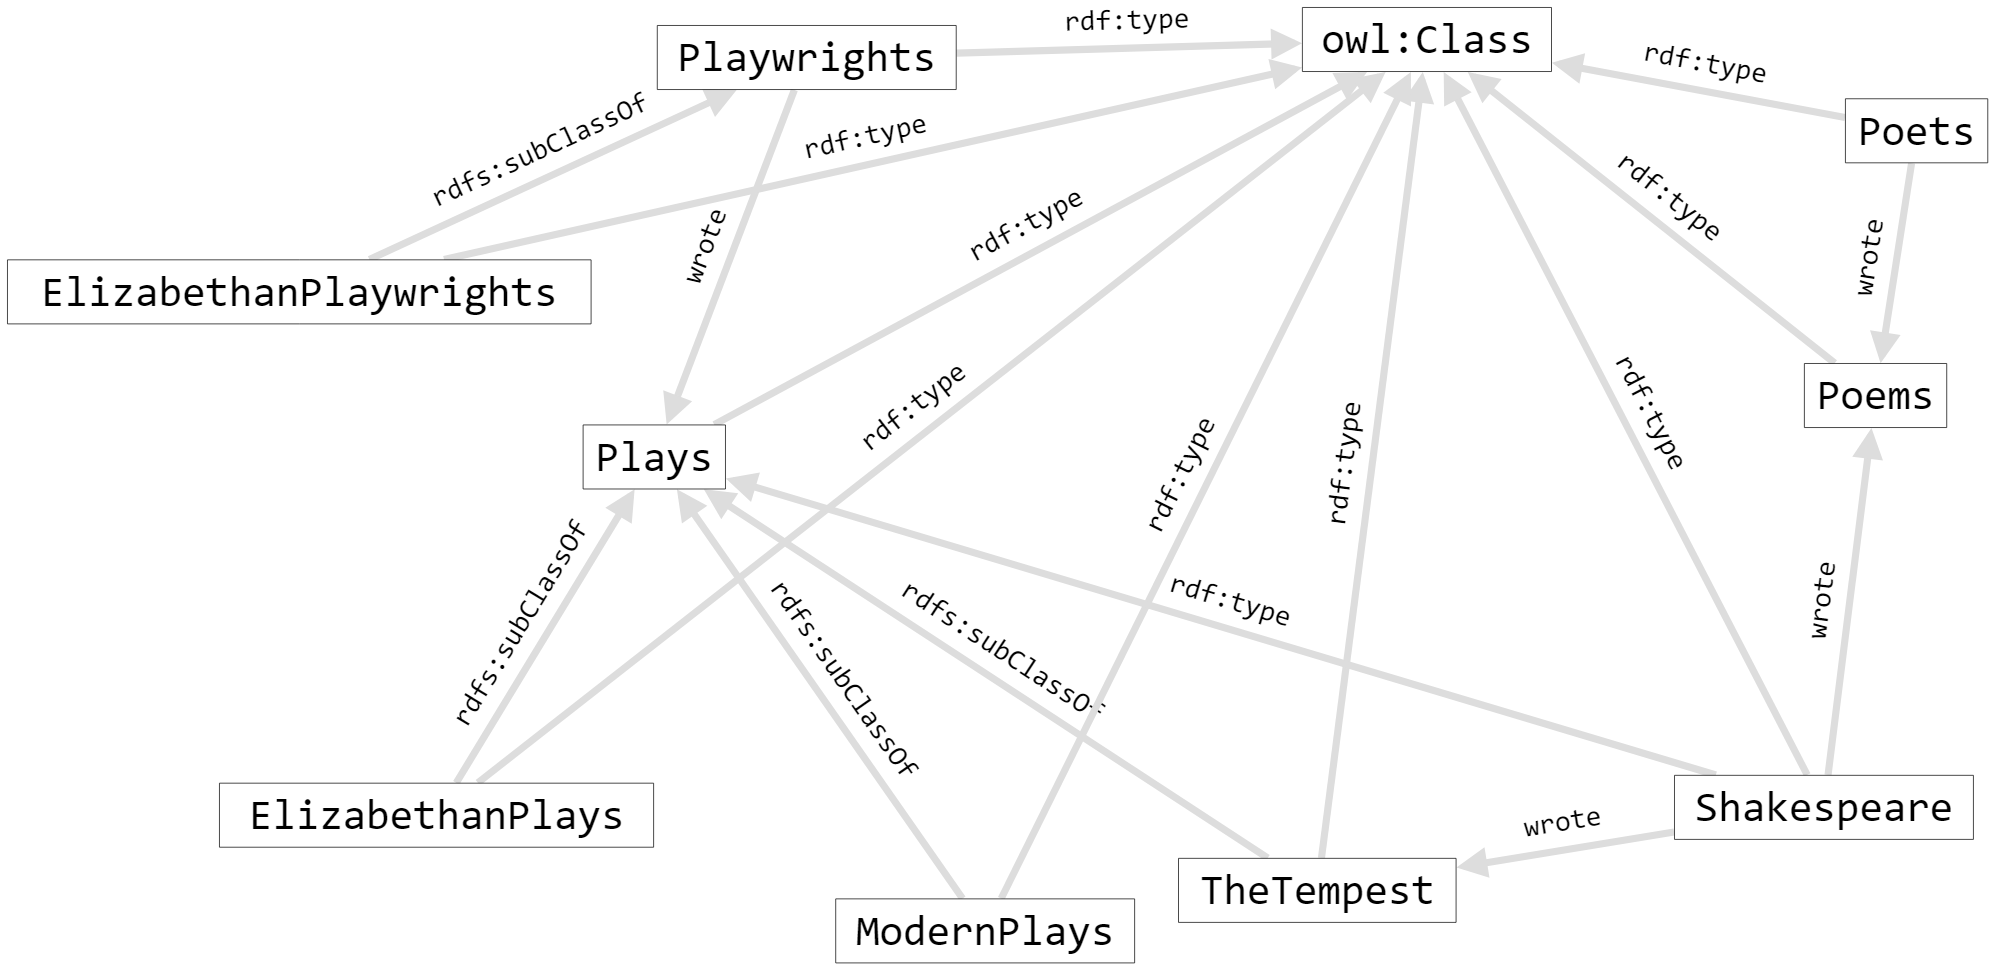 rdf:type
owl:Class
Playwrights
rdf:type
Poets
rdfs:subClassOf
rdf:type
rdf:type
rdf:type
wrote
wrote
ElizabethanPlaywrights
Poems
rdf:type
rdf:type
rdf:type
rdf:type
Plays
rdf:type
wrote
rdfs:subClassOf
rdfs:subClassOf
rdfs:subClassOf
ElizabethanPlays
Shakespeare
wrote
TheTempest
ModernPlays